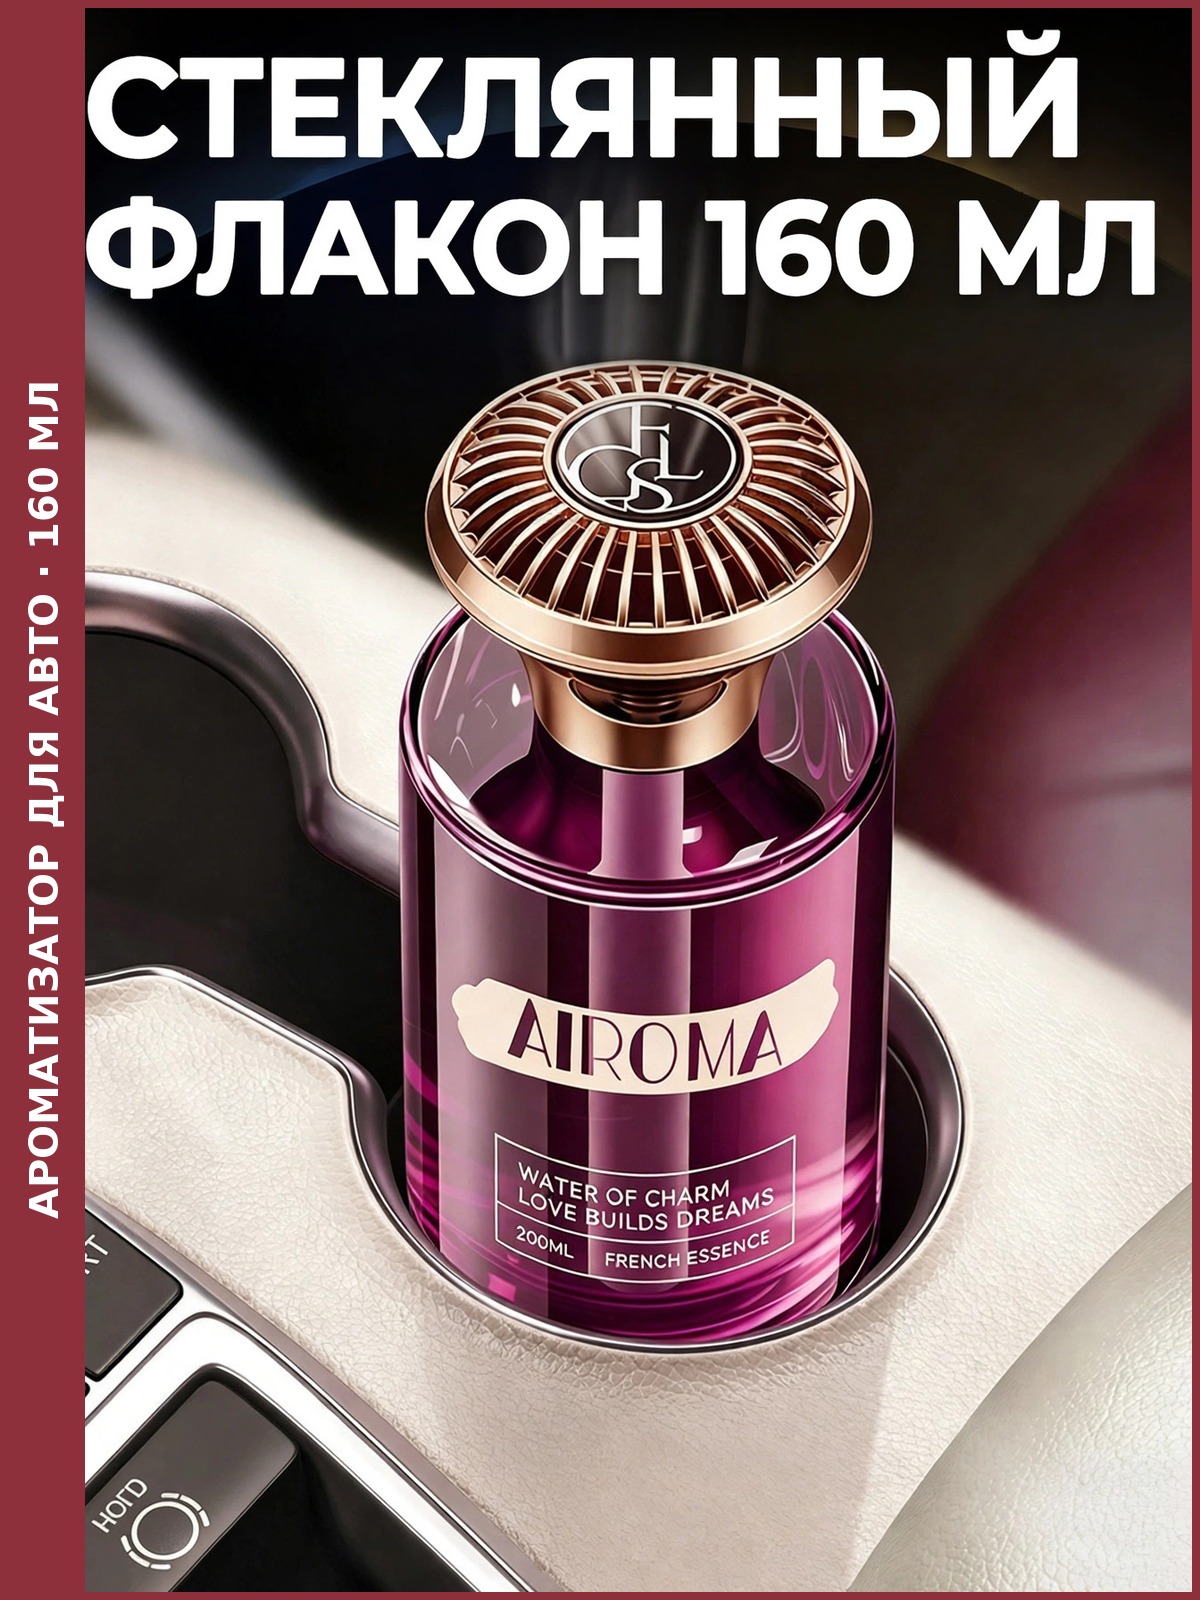 СТЕКЛЯННЫЙ
ФЛАКОН 160 МЛ
АРОМАТИЗАТОР ДЛЯ АВТО · 160 МЛ
AIROMA
WATER OF CHARM
LOVE BUILDS DREAMS
200ML FRENCH ESSENCE